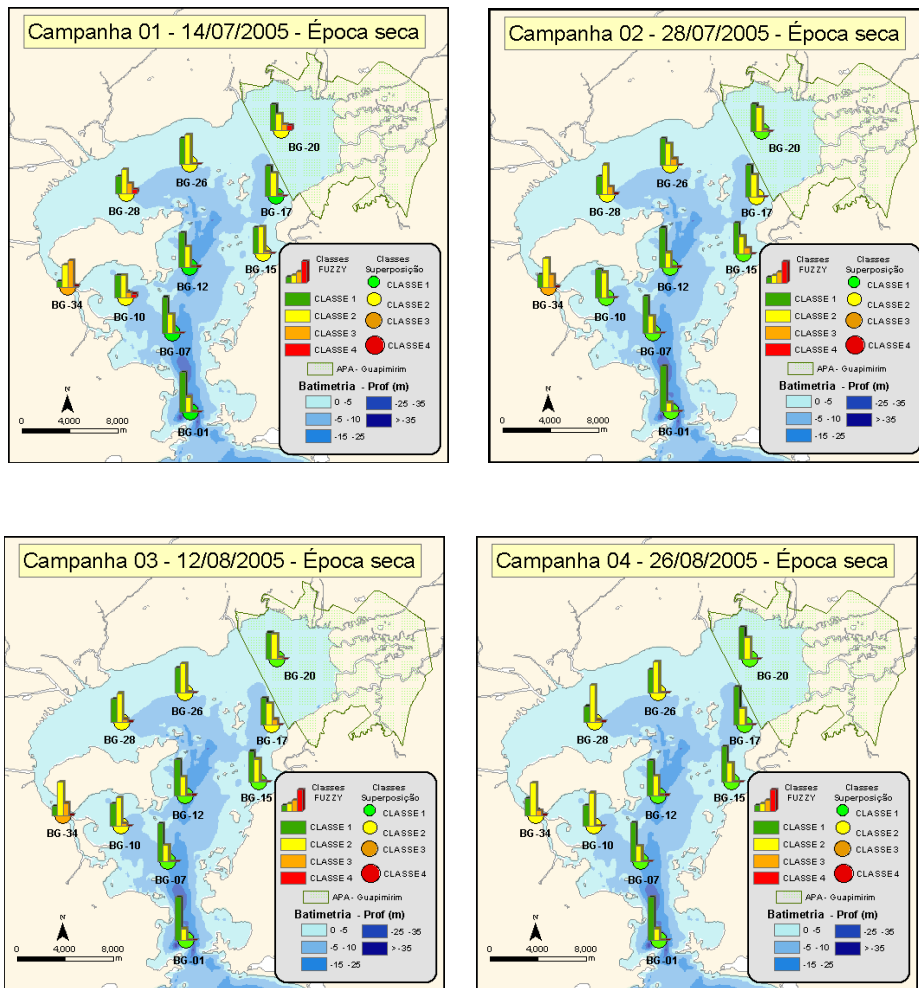 Campanha 01 - 14/07/2005 - Época seca
BG-20
BG-26
BG-28
BG-17
BG-15
BG-12
BG-34
BG-10
BG-07
BG-01
N
0 4,000 8,000
m
Classes FUZZY
Classes Superposição
CLASSE 1
CLASSE 2
CLASSE 3
CLASSE 4
CLASSE 1
CLASSE 2
CLASSE 3
CLASSE 4
APA - Guapimirim
Batimetria - Prof (m)
0 -5
-5 -10
-15 -25
-25 -35
>-35
Campanha 02 - 28/07/2005 - Época seca
BG-20
BG-26
BG-28
BG-17
BG-15
BG-12
BG-34
BG-10
BG-07
BG-01
N
0 4,000 8,000
m
Classes FUZZY
Classes Superposição
CLASSE 1
CLASSE 2
CLASSE 3
CLASSE 4
CLASSE 1
CLASSE 2
CLASSE 3
CLASSE 4
APA - Guapimirim
Batimetria - Prof (m)
0 -5
-5 -10
-15 -25
-25 -35
>-35
Campanha 03 - 12/08/2005 - Época seca
BG-20
BG-26
BG-28
BG-17
BG-15
BG-12
BG-34
BG-10
BG-07
BG-01
N
0 4,000 8,000
m
Classes FUZZY
Classes Superposição
CLASSE 1
CLASSE 2
CLASSE 3
CLASSE 4
CLASSE 1
CLASSE 2
CLASSE 3
CLASSE 4
APA - Guapimirim
Batimetria - Prof (m)
0 -5
-5 -10
-15 -25
-25 -35
>-35
Campanha 04 - 26/08/2005 - Época seca
BG-20
BG-26
BG-28
BG-17
BG-15
BG-12
BG-34
BG-10
BG-07
BG-01
N
0 4,000 8,000
m
Classes FUZZY
Classes Superposição
CLASSE 1
CLASSE 2
CLASSE 3
CLASSE 4
CLASSE 1
CLASSE 2
CLASSE 3
CLASSE 4
APA - Guapimirim
Batimetria - Prof (m)
0 -5
-5 -10
-15 -25
-25 -35
>-35